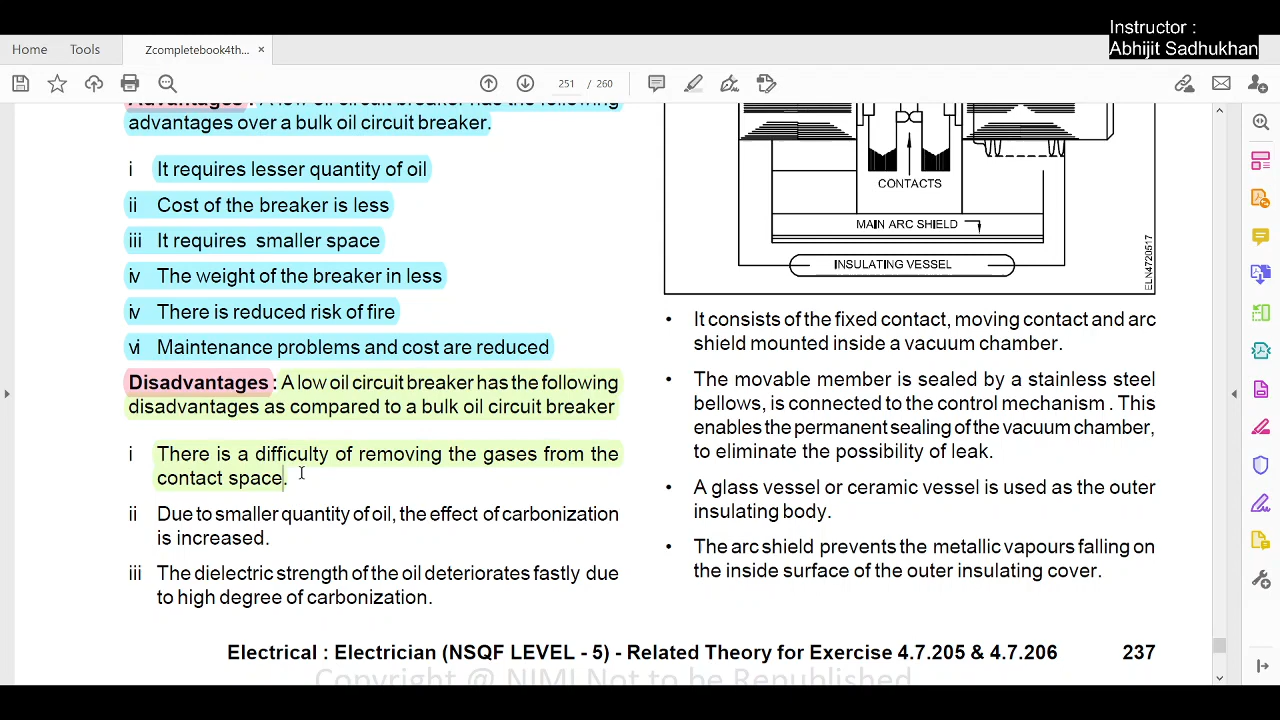 Instructor :
Abhijit Sadhukhan
Home Tools Zcompletebook4th... ×
251 / 260
Advantages : A low oil circuit breaker has the following
advantages over a bulk oil circuit breaker.
i It requires lesser quantity of oil
ii Cost of the breaker is less
iii It requires smaller space
iv The weight of the breaker in less
iv There is reduced risk of fire
vi Maintenance problems and cost are reduced
Disadvantages : A low oil circuit breaker has the following
disadvantages as compared to a bulk oil circuit breaker
i There is a difficulty of removing the gases from the
contact space.
ii Due to smaller quantity of oil, the effect of carbonization
is increased.
iii The dielectric strength of the oil deteriorates fastly due
to high degree of carbonization.
CONTACTS
MAIN ARC SHIELD
INSULATING VESSEL
ELN4720517
• It consists of the fixed contact, moving contact and arc
shield mounted inside a vacuum chamber.
• The movable member is sealed by a stainless steel
bellows, is connected to the control mechanism . This
enables the permanent sealing of the vacuum chamber,
to eliminate the possibility of leak.
• A glass vessel or ceramic vessel is used as the outer
insulating body.
• The arc shield prevents the metallic vapours falling on
the inside surface of the outer insulating cover.
Electrical : Electrician (NSQF LEVEL - 5) - Related Theory for Exercise 4.7.205 & 4.7.206 237
Copyright @ NIMI Not to be Republished